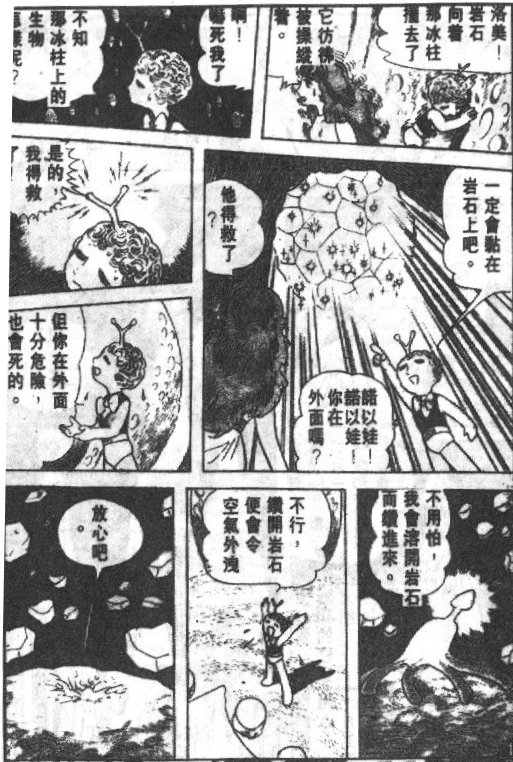 洛美！
岩石
向着
那冰柱
撞去了
它彷彿
被操縱
着。
啊！
嚇死我了
不知
那冰柱上的
生物
怎樣呢？
一定會黏在
岩石上吧。
他得救了
？
諾以娃！
諾以娃！
你在
外面嗎？
是的，
我得救
了！
但你在外面
十分危險，
也會死的。
不用怕，
我會溶開岩石
而鑽進來。
不行，
鑽開岩石
便會令
空氣外洩
放心吧
。